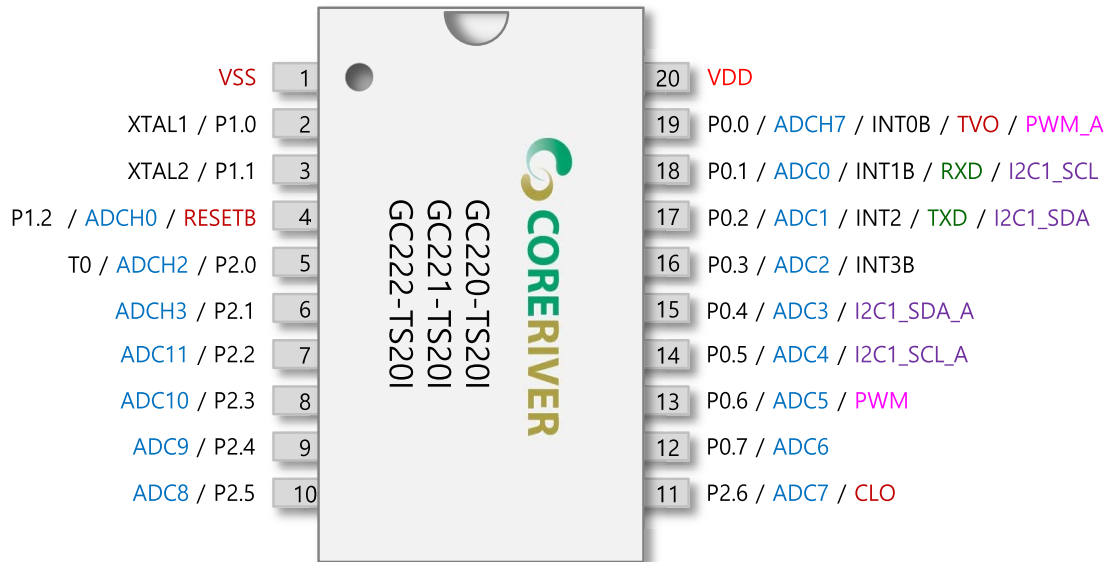 VSS 1
XTAL1 / P1.0 2
XTAL2 / P1.1 3
P1.2 / ADCH0 / RESETB 4
T0 / ADCH2 / P2.0 5
ADCH3 / P2.1 6
ADC11 / P2.2 7
ADC10 / P2.3 8
ADC9 / P2.4 9
ADC8 / P2.5 10
CORERIVER
GC220-TS20I
GC221-TS20I
GC222-TS20I
20 VDD
19 P0.0 / ADCH7 / INT0B / TVO / PWM_A
18 P0.1 / ADC0 / INT1B / RXD / I2C1_SCL
17 P0.2 / ADC1 / INT2 / TXD / I2C1_SDA
16 P0.3 / ADC2 / INT3B
15 P0.4 / ADC3 / I2C1_SDA_A
14 P0.5 / ADC4 / I2C1_SCL_A
13 P0.6 / ADC5 / PWM
12 P0.7 / ADC6
11 P2.6 / ADC7 / CLO